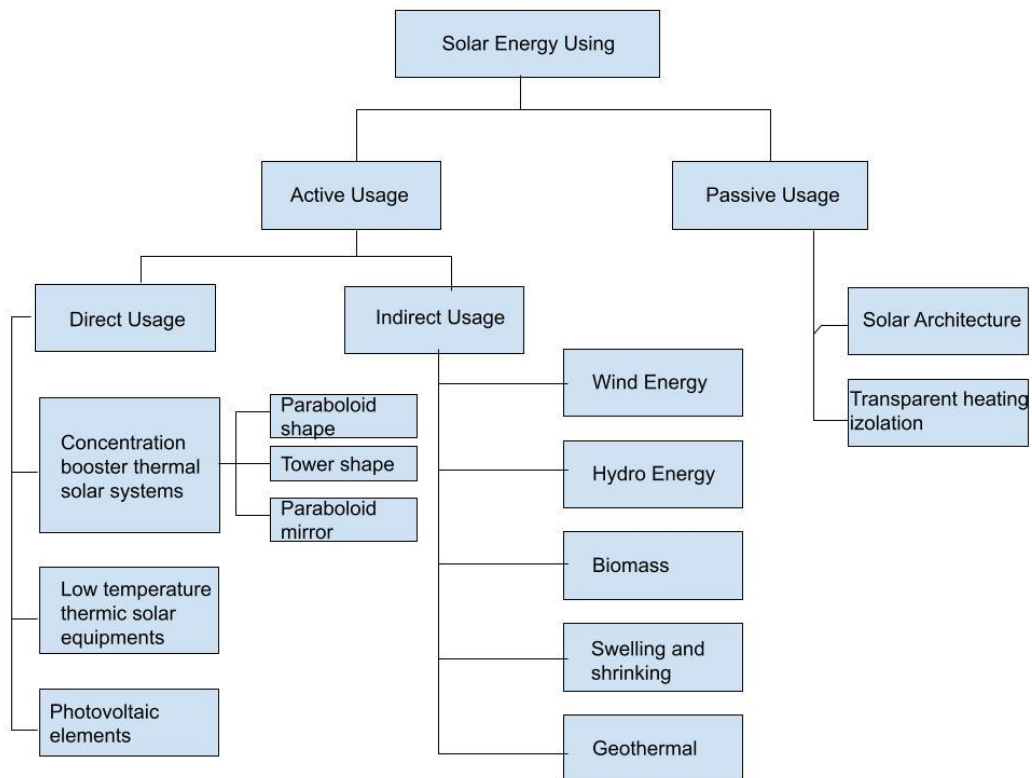 Solar Energy Using
Active Usage
Passive Usage
Direct Usage
Indirect Usage
Solar Architecture
Transparent heating
izolation
Concentration
booster thermal
solar systems
Paraboloid
shape
Tower shape
Paraboloid
mirror
Low temperature
thermic solar
equipments
Photovoltaic
elements
Wind Energy
Hydro Energy
Biomass
Swelling and
shrinking
Geothermal